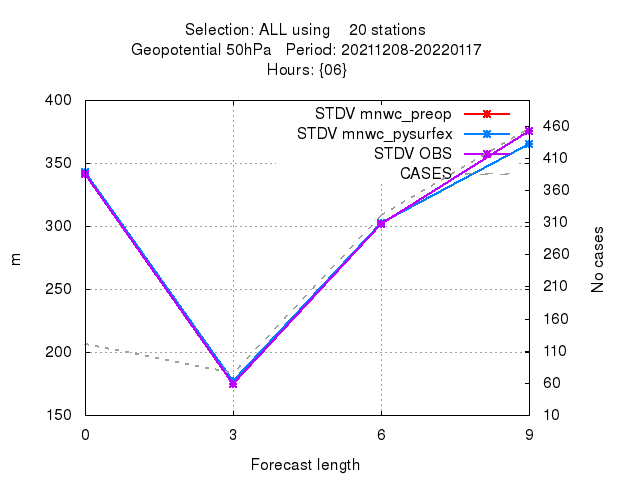 Selection: ALL using    20 stations
Geopotential 50hPa   Period: 20211208-20220117
Hours: {06}
400
350
300
250
200
150
m
STDV mnwc_preop
STDV mnwc_pysurfex
STDV OBS
CASES
460
410
360
310
260
210
160
110
60
10
No cases
0 3 6 9
Forecast length